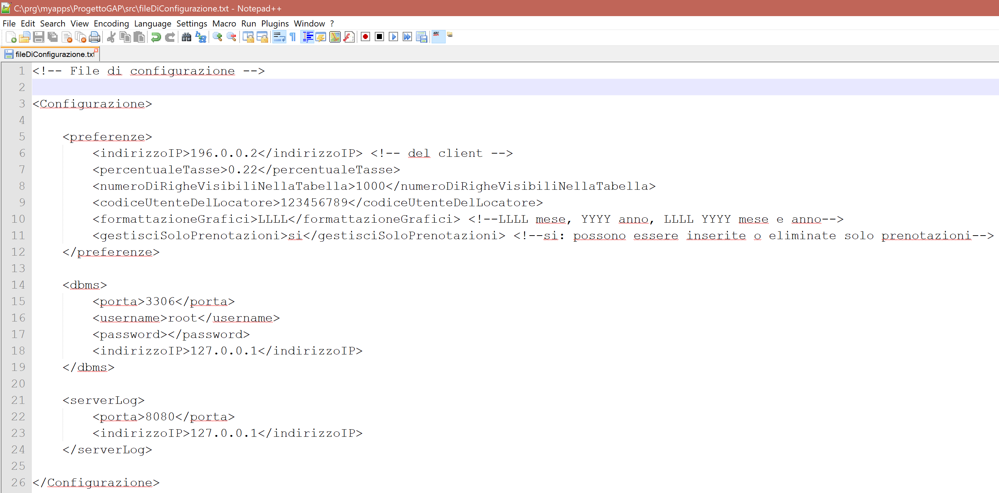 C:\prg\myapps\ProgettoGAP\src\fileDiConfigurazione.txt - Notepad++
File Edit Search View Encoding Language Settings Macro Run Plugins Window ?
ABC
fileDiConfigurazione.txt
1 <!-- File di configurazione -->
2
3 <Configurazione>
4
5 <preferenze>
6 <indirizzoIP>196.0.0.2</indirizzoIP> <!-- del client -->
7 <percentualeTasse>0.22</percentualeTasse>
8 <numeroDiRigheVisibiliNellaTabella>1000</numeroDiRigheVisibiliNellaTabella>
9 <codiceUtenteDelLocatore>123456789</codiceUtenteDelLocatore>
10 <formattazioneGrafici>LLLL</formattazioneGrafici> <!--LLLL mese, YYYY anno, LLLL YYYY mese e anno-->
11 <gestisciSoloPrenotazioni>si</gestisciSoloPrenotazioni> <!--si: possono essere inserite o eliminate solo prenotazioni-->
12 </preferenze>
13
14 <dbms>
15 <porta>3306</porta>
16 <username>root</username>
17 <password></password>
18 <indirizzoIP>127.0.0.1</indirizzoIP>
19 </dbms>
20
21 <serverLog>
22 <porta>8080</porta>
23 <indirizzoIP>127.0.0.1</indirizzoIP>
24 </serverLog>
25
26 </Configurazione>